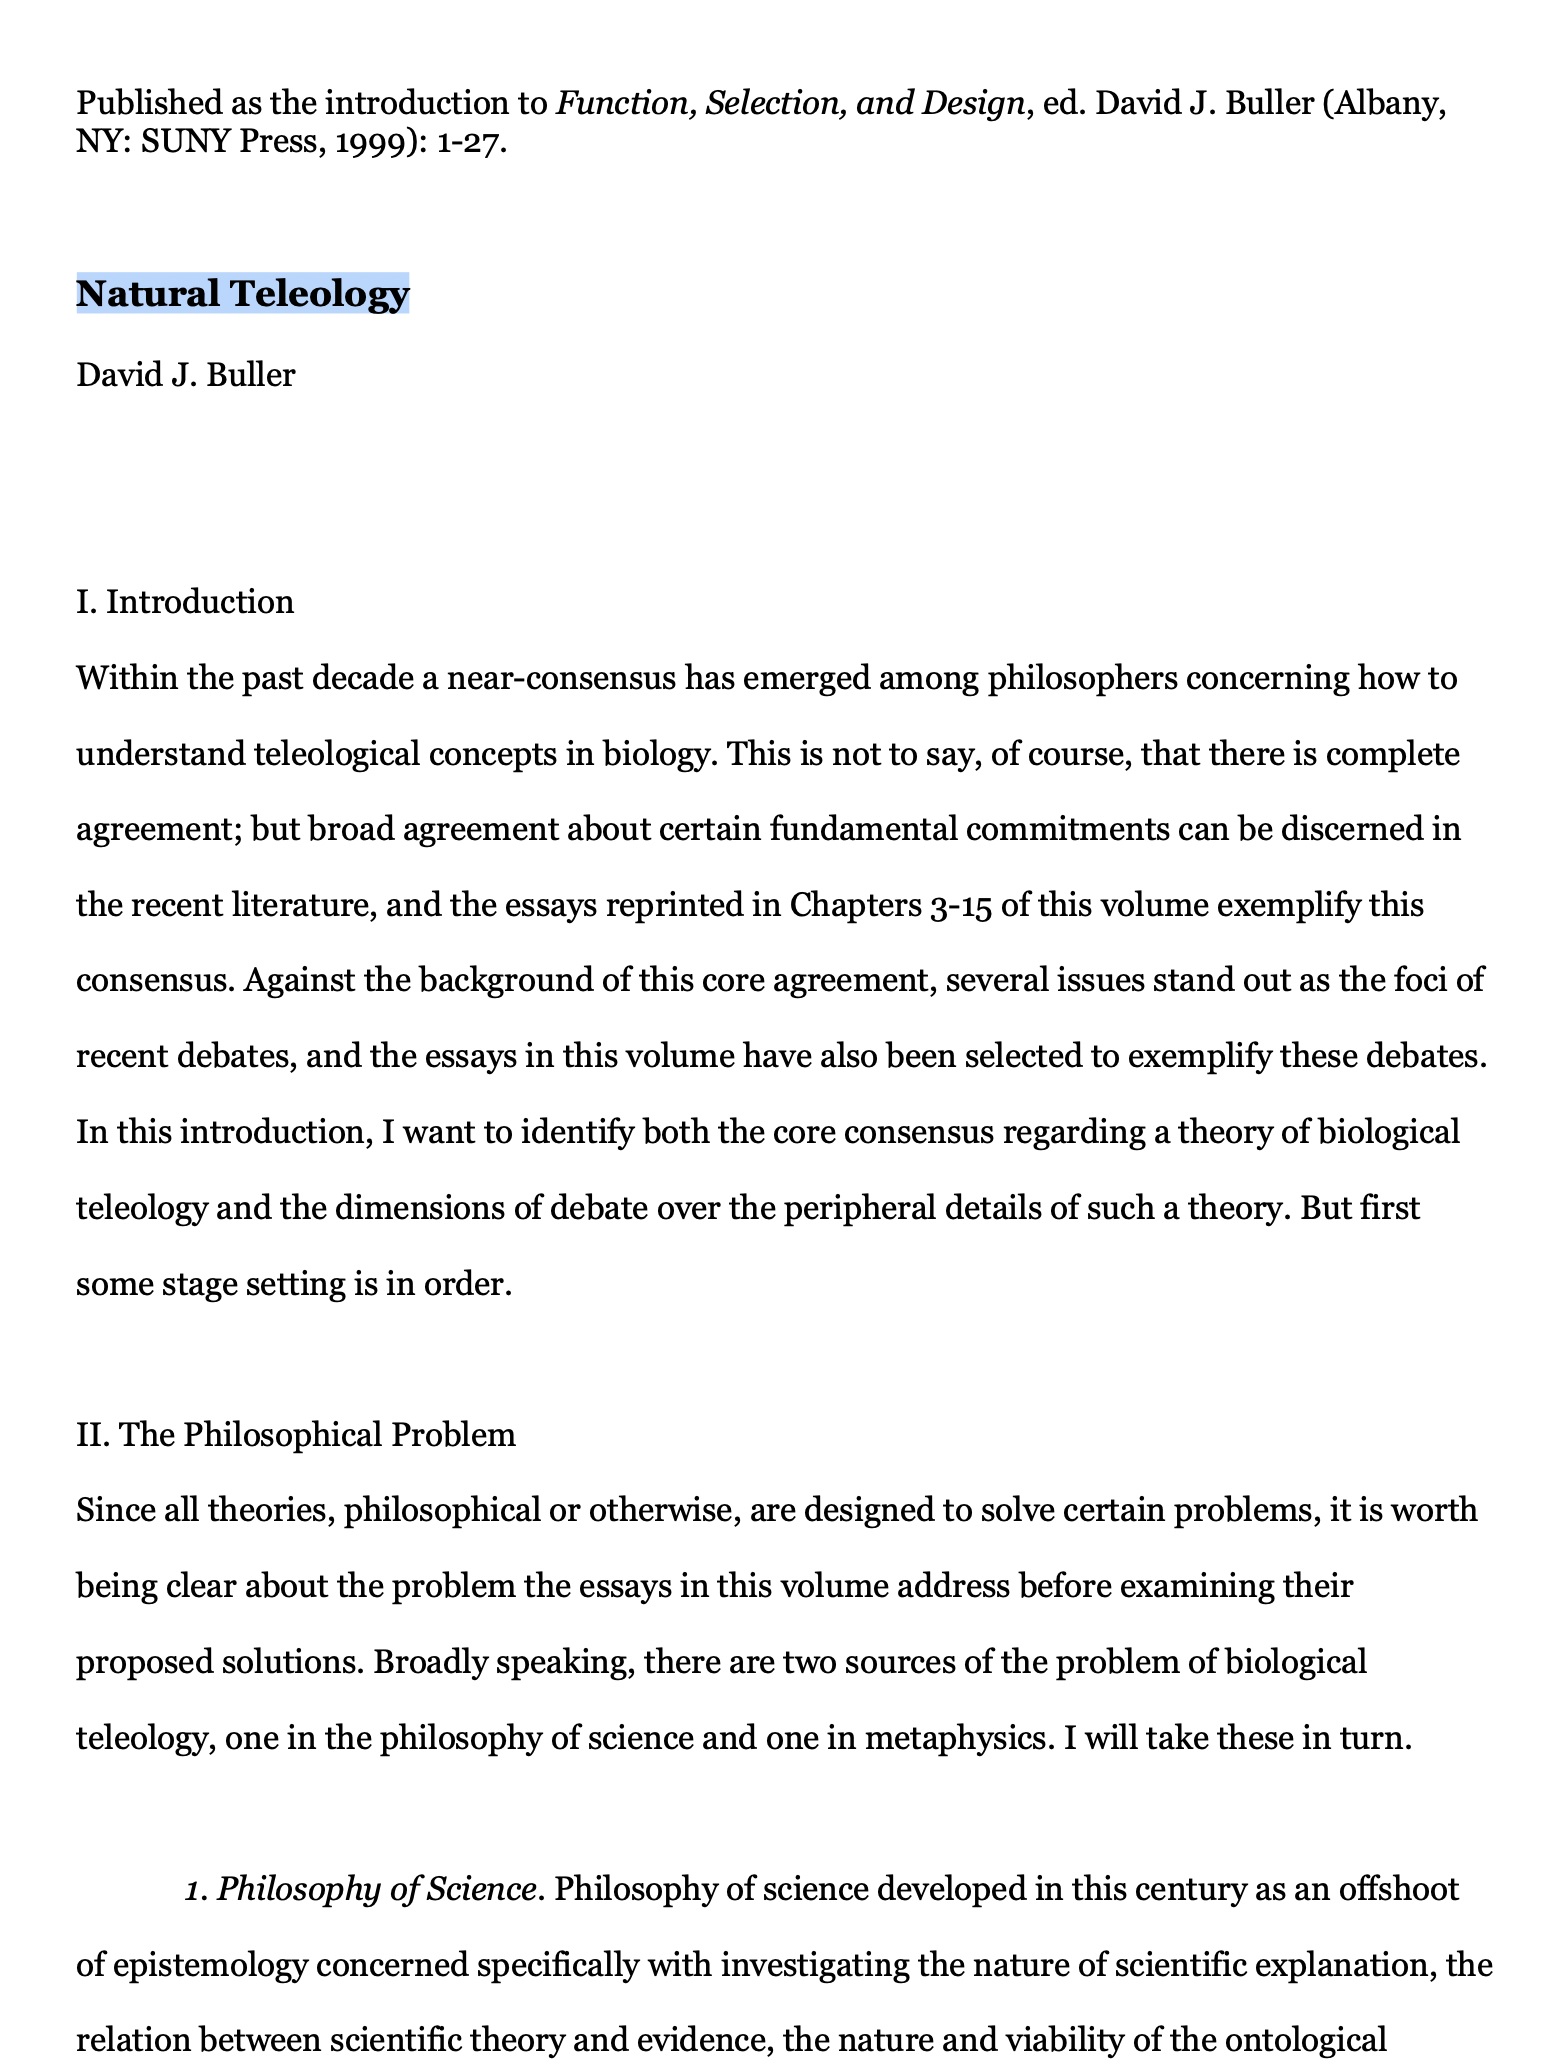 Published as the introduction to Function, Selection, and Design, ed. David J. Buller (Albany,
NY: SUNY Press, 1999): 1-27.
Natural Teleology
David J. Buller
I. Introduction
Within the past decade a near-consensus has emerged among philosophers concerning how to
understand teleological concepts in biology. This is not to say, of course, that there is complete
agreement; but broad agreement about certain fundamental commitments can be discerned in
the recent literature, and the essays reprinted in Chapters 3-15 of this volume exemplify this
consensus. Against the background of this core agreement, several issues stand out as the foci of
recent debates, and the essays in this volume have also been selected to exemplify these debates.
In this introduction, I want to identify both the core consensus regarding a theory of biological
teleology and the dimensions of debate over the peripheral details of such a theory. But first
some stage setting is in order.
II. The Philosophical Problem
Since all theories, philosophical or otherwise, are designed to solve certain problems, it is worth
being clear about the problem the essays in this volume address before examining their
proposed solutions. Broadly speaking, there are two sources of the problem of biological
teleology, one in the philosophy of science and one in metaphysics. I will take these in turn.
1. Philosophy of Science. Philosophy of science developed in this century as an offshoot
of epistemology concerned specifically with investigating the nature of scientific explanation, the
relation between scientific theory and evidence, the nature and viability of the ontological